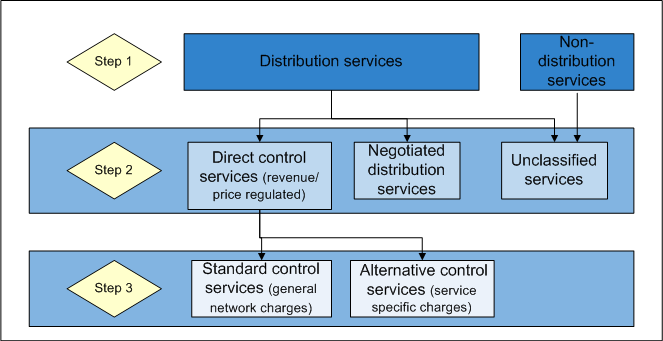 Step 1
Distribution services
Non-
distribution
services
Step 2
Direct control
services (revenue/
price regulated)
Negotiated
distribution
services
Unclassified
services
Step 3
Standard control
services (general
network charges)
Alternative control
services (service
specific charges)